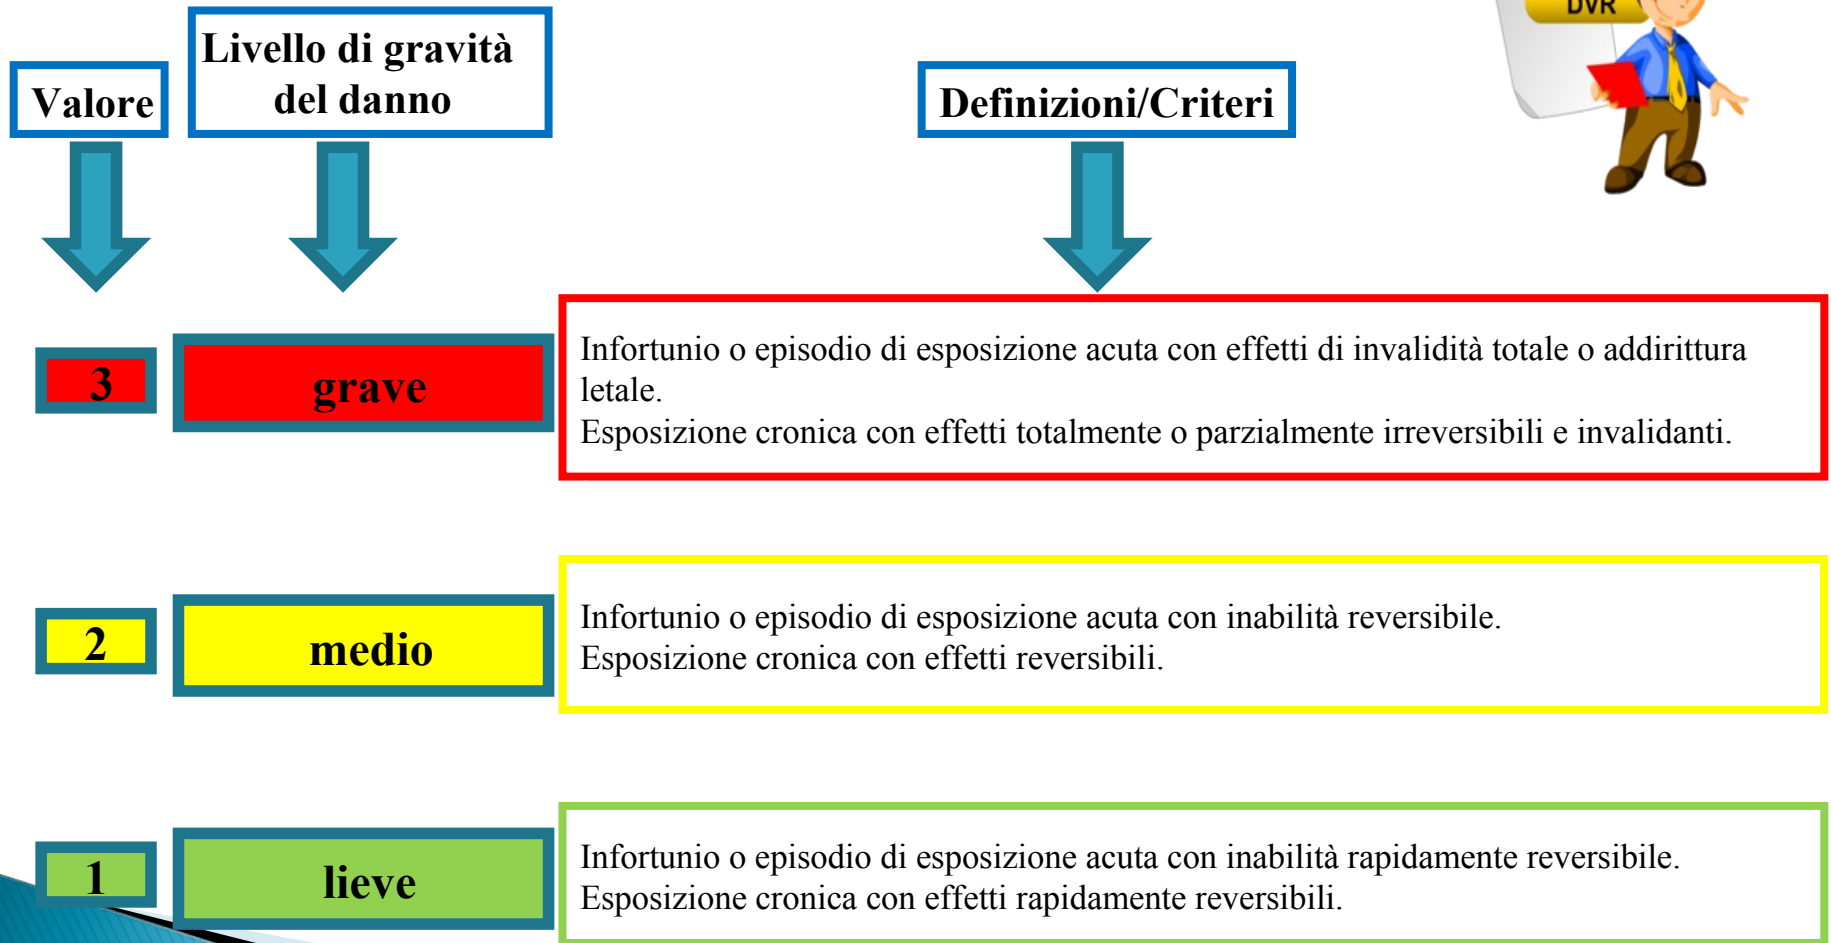 DVR
Livello di gravità
del danno
Valore
Definizioni/Criteri
3
grave
Infortunio o episodio di esposizione acuta con effetti di invalidità totale o addirittura
letale.
Esposizione cronica con effetti totalmente o parzialmente irreversibili e invalidanti.
2
medio
Infortunio o episodio di esposizione acuta con inabilità reversibile.
Esposizione cronica con effetti reversibili.
1
lieve
Infortunio o episodio di esposizione acuta con inabilità rapidamente reversibile.
Esposizione cronica con effetti rapidamente reversibili.